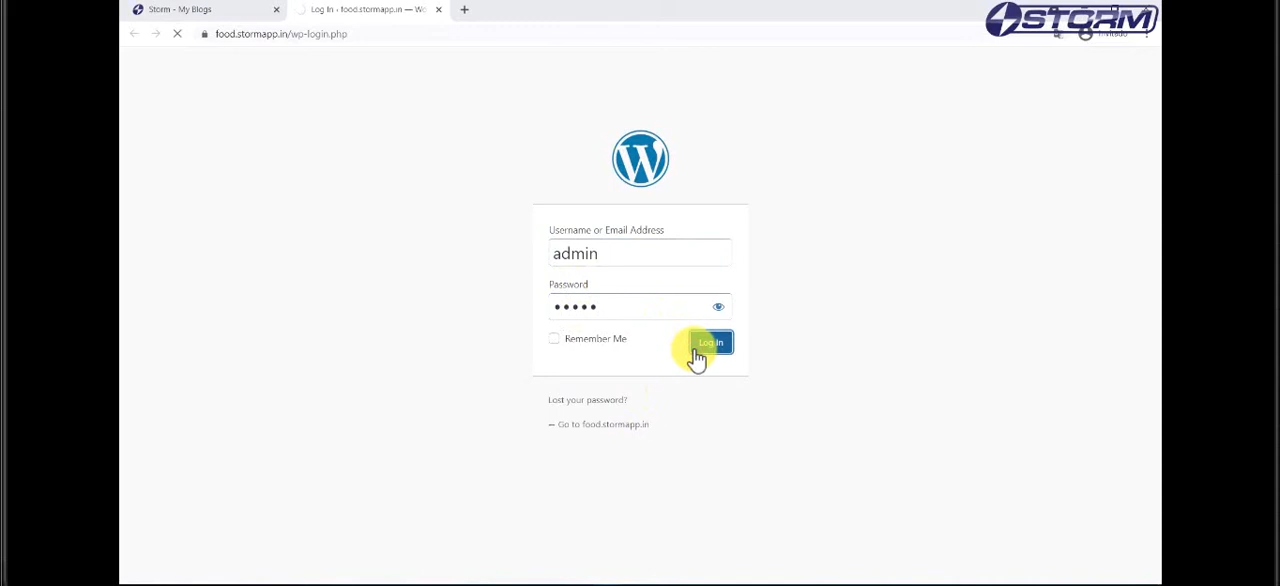 Storm - My Blogs
Log In ‹ food.stormapp.in — Wo
STORM
food.stormapp.in/wp-login.php
Username or Email Address
admin
Password
Remember Me
Log In
Lost your password?
Go to food.stormapp.in